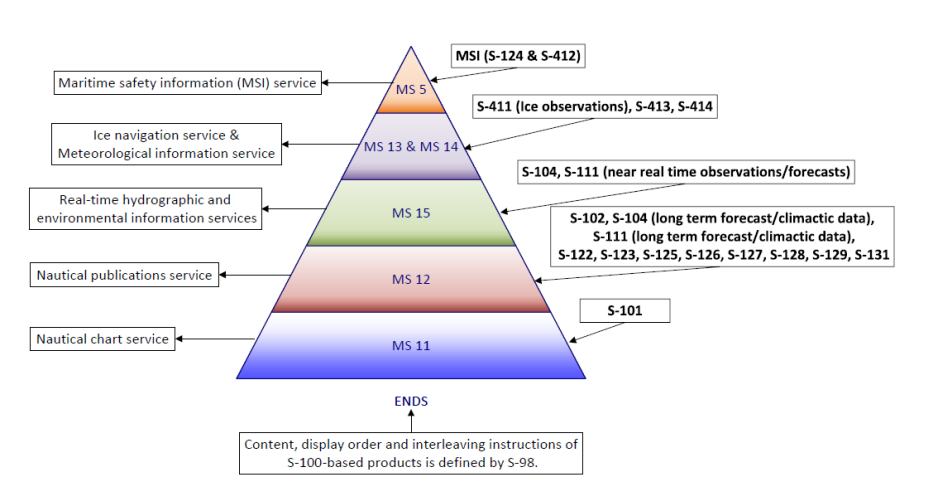 MSI (S-124 & S-412)
Maritime safety information (MSI) service
MS 5
S-411 (Ice observations), S-413, S-414
Ice navigation service &
Meteorological information service
MS 13 & MS 14
S-104, S-111 (near real time observations/forecasts)
Real-time hydrographic and
environmental information services
MS 15
S-102, S-104 (long term forecast/climactic data),
S-111 (long term forecast/climactic data),
S-122, S-123, S-125, S-126, S-127, S-128, S-129, S-131
Nautical publications service
MS 12
S-101
Nautical chart service
MS 11
ENDS
Content, display order and interleaving instructions of
S-100-based products is defined by S-98.